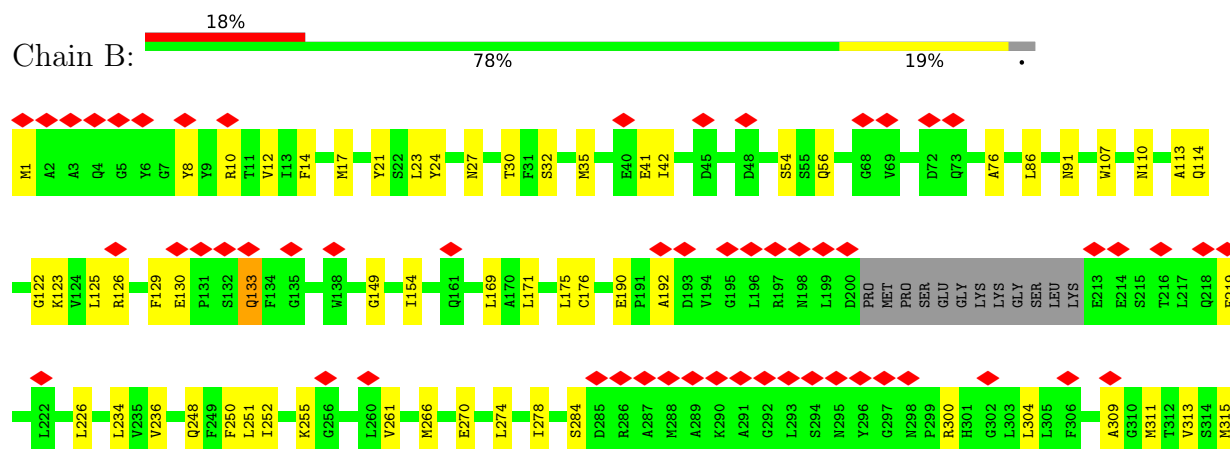 18%
Chain B:
78% 19% •
M1 A2 A3 Q4 G5 Y6 G7 Y8 Y9 R10 T11 V12 I13 F14 M17 Y21 S22 L23 Y24 N27 T30 F31 S32 M35 E40 E41 I42 D45 D48 S54 S55 Q56 G68 V69 D72 Q73 A76 L86 N91 W107 N110 A113 Q114
G122 K123 V124 L125 R126 F129 E130 P131 S132 Q133 F134 G135 W138 G149 I154 Q161 L169 A170 L171 L175 C176 E190 P191 A192 D193 V194 G195 L196 R197 N198 L199 D200 PRO MET PRO SER GLU GLY LYS LYS GLY SER LEU LYS E213 E214 S215 T216 L217 Q218
L222 L226 L234 V235 V236 Q248 F249 F250 L251 I252 K255 G256 L260 V261 M266 E270 L274 I278 S284 D285 R286 A287 M288 A289 K290 A291 G292 L293 S294 N295 Y296 G297 N298 P299 R300 H301 G302 L303 L304 L305 F306 A309 G310 M311 T312 V313 S314 M315